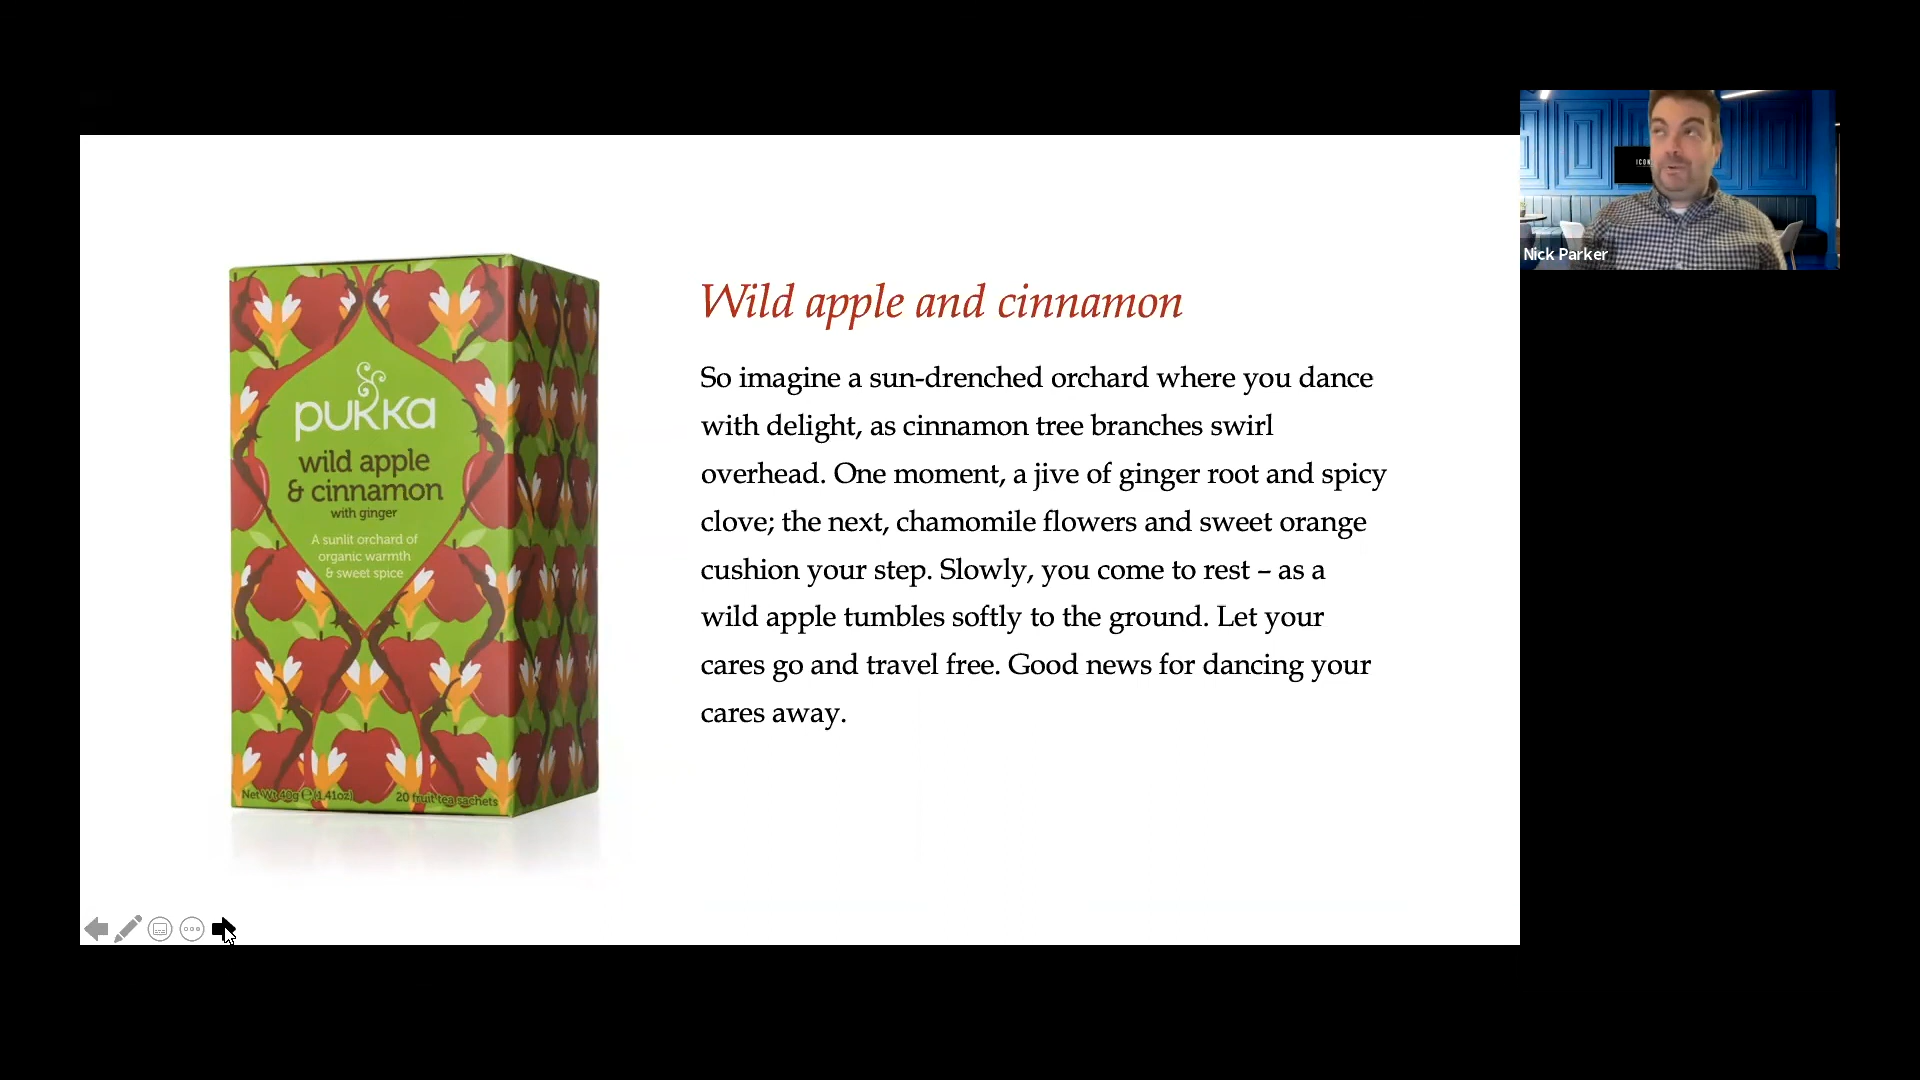 Wild apple and cinnamon
So imagine a sun-drenched orchard where you dance
with delight, as cinnamon tree branches swirl
overhead. One moment, a jive of ginger root and spicy
clove; the next, chamomile flowers and sweet orange
cushion your step. Slowly, you come to rest – as a
wild apple tumbles softly to the ground. Let your
cares go and travel free. Good news for dancing your
cares away.
pukka
wild apple
& cinnamon
with ginger
A sunlit orchard of
organic warmth
& sweet spice
Net Wt 40g ℮ (1.41oz)
20 fruit tea sachets
Nick Parker